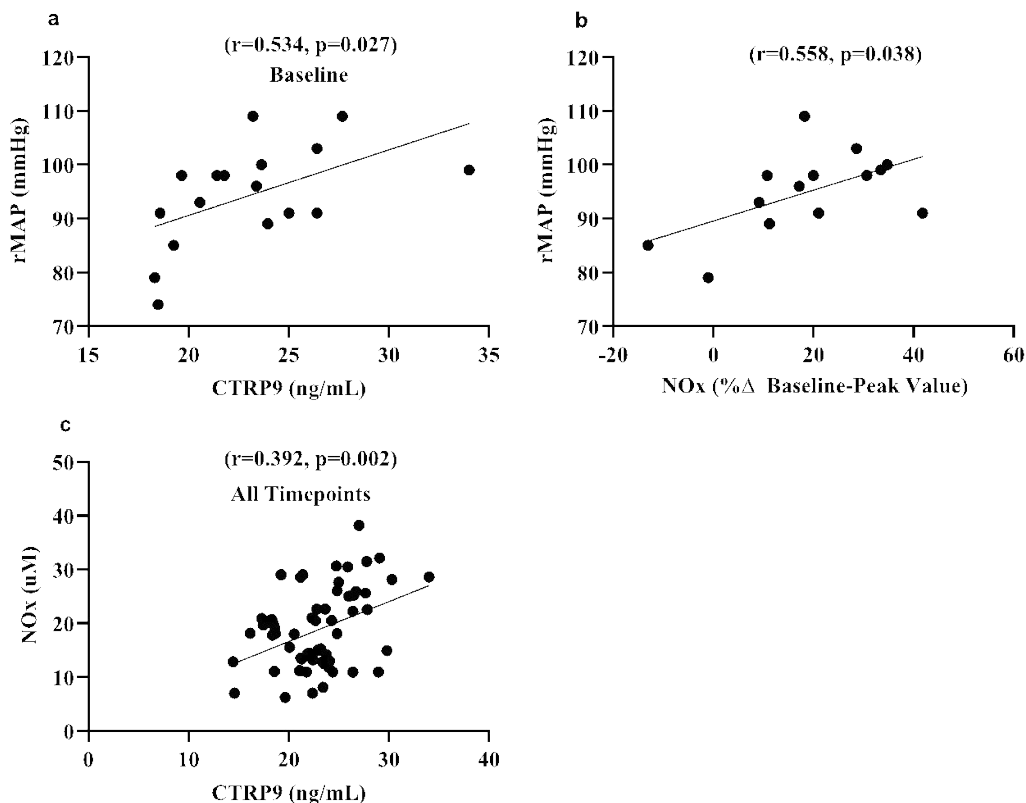 a
(r=0.534, p=0.027)
Baseline
120
110
100
90
80
70
rMAP (mmHg)
15 20 25 30 35
CTRP9 (ng/mL)
b
(r=0.558, p=0.038)
120
110
100
90
80
70
rMAP (mmHg)
-20 0 20 40 60
NOx (%Δ Baseline-Peak Value)
c
(r=0.392, p=0.002)
All Timepoints
50
40
30
20
10
0
NOx (uM)
0 10 20 30 40
CTRP9 (ng/mL)